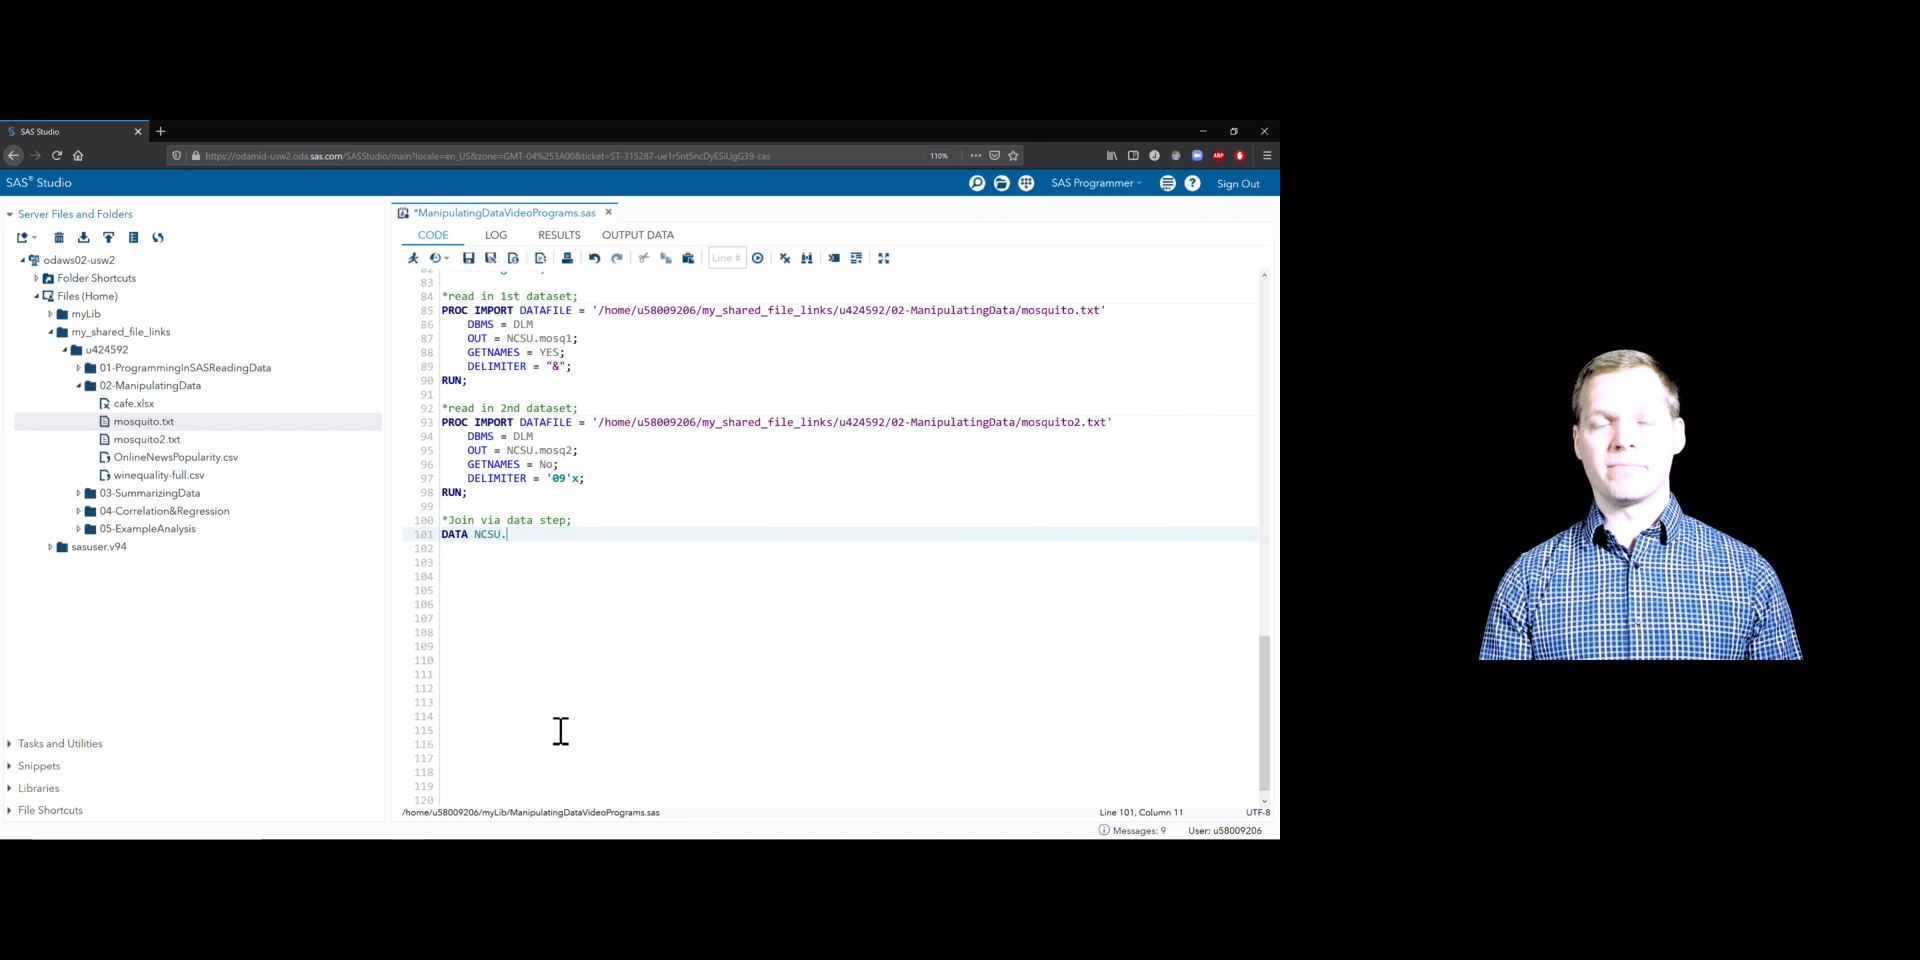 SAS Studio
https://odamid-usw2.oda.sas.com/SASStudio/main?locale=en_US&zone=GMT-04%253A00&ticket=ST-315287-ue1r5nt5ncDyESiUgG39-cas
110%
ABP
SAS® Studio
SAS Programmer
Sign Out
Server Files and Folders
odaws02-usw2
Folder Shortcuts
Files (Home)
myLib
my_shared_file_links
u424592
01-ProgrammingInSASReadingData
02-ManipulatingData
cafe.xlsx
mosquito.txt
mosquito2.txt
OnlineNewsPopularity.csv
winequality-full.csv
03-SummarizingData
04-Correlation&Regression
05-ExampleAnalysis
sasuser.v94
Tasks and Utilities
Snippets
Libraries
File Shortcuts
*ManipulatingDataVideoPrograms.sas
CODE LOG RESULTS OUTPUT DATA
Line #
82
83
84 *read in 1st dataset;
85 PROC IMPORT DATAFILE = '/home/u58009206/my_shared_file_links/u424592/02-ManipulatingData/mosquito.txt'
86 DBMS = DLM
87 OUT = NCSU.mosq1;
88 GETNAMES = YES;
89 DELIMITER = "&";
90 RUN;
91
92 *read in 2nd dataset;
93 PROC IMPORT DATAFILE = '/home/u58009206/my_shared_file_links/u424592/02-ManipulatingData/mosquito2.txt'
94 DBMS = DLM
95 OUT = NCSU.mosq2;
96 GETNAMES = No;
97 DELIMITER = '09'x;
98 RUN;
99
100 *Join via data step;
101 DATA NCSU.
102
103
104
105
106
107
108
109
110
111
112
113
114
115
116
117
118
119
120
/home/u58009206/myLib/ManipulatingDataVideoPrograms.sas
Line 101, Column 11
UTF-8
Messages: 9
User: u58009206